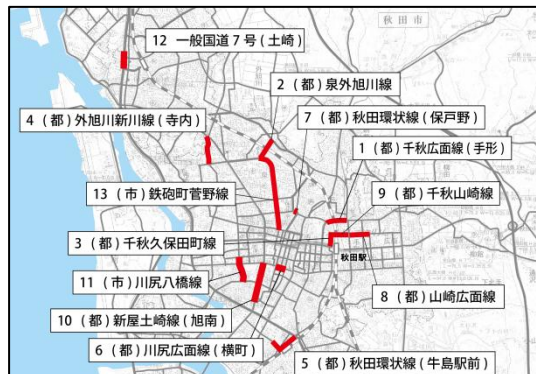 秋田市
12 一般国道7号(土崎)
2 (都)泉外旭川線
7 (都)秋田環状線(保戸野)
4 (都)外旭川新川線(寺内)
1 (都)千秋広面線(手形)
9 (都)千秋山崎線
13 (市)鉄砲町菅野線
3 (都)千秋久保田町線
秋田駅
11 (市)川尻八橋線
8 (都)山崎広面線
10 (都)新屋土崎線(旭南)
6 (都)川尻広面線(横町)
5 (都)秋田環状線(牛島駅前)